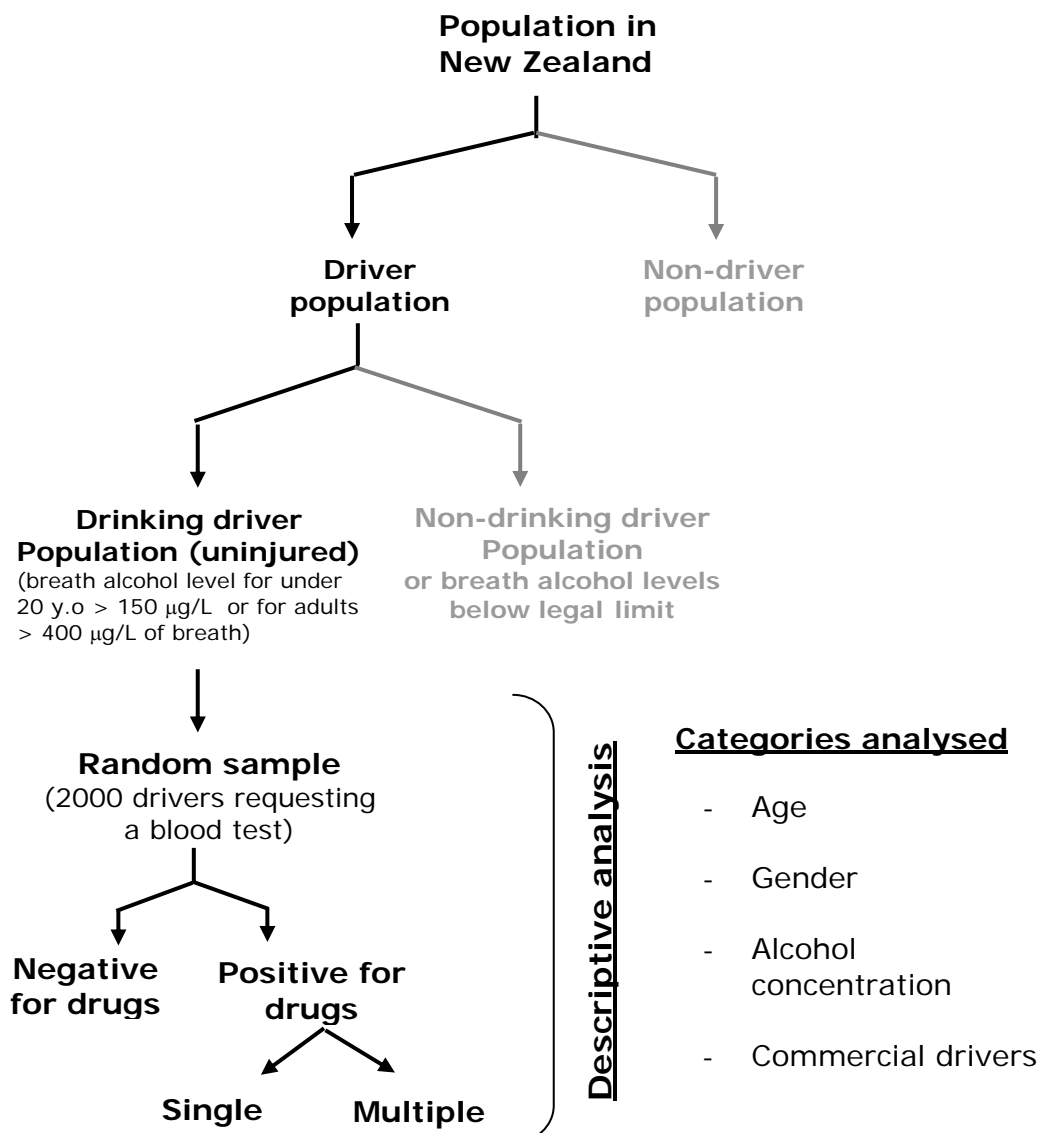 Population in
New Zealand
Driver
population
Non-driver
population
Drinking driver
Population (uninjured)
(breath alcohol level for under
20 y.o > 150 µg/L or for adults
> 400 µg/L of breath)
Non-drinking driver
Population
or breath alcohol levels
below legal limit
Random sample
(2000 drivers requesting
a blood test)
Negative
for drugs
Positive for
drugs
Single
Multiple
Descriptive analysis
Categories analysed
- Age
- Gender
- Alcohol
concentration
- Commercial drivers